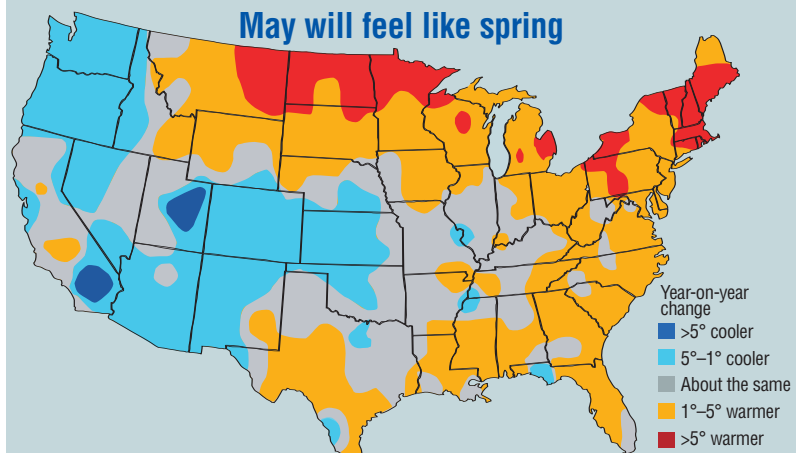 May will feel like spring
Year-on-year
change
>5° cooler
5°–1° cooler
About the same
1°–5° warmer
>5° warmer